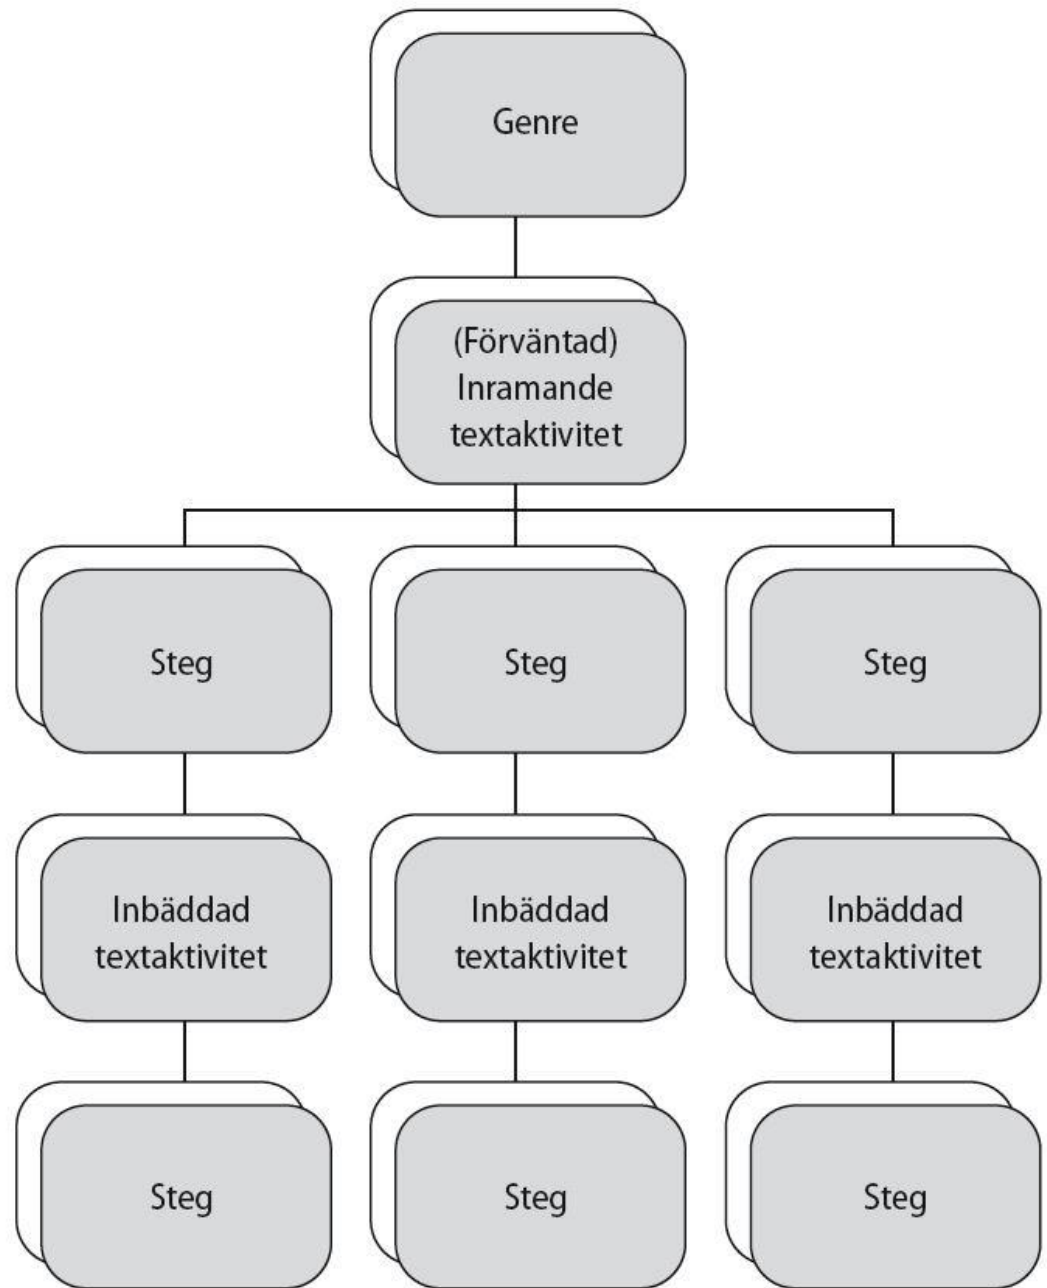 Genre
(Förväntad)
Inramande
textaktivitet
Steg
Steg
Steg
Inbäddad
textaktivitet
Inbäddad
textaktivitet
Inbäddad
textaktivitet
Steg
Steg
Steg